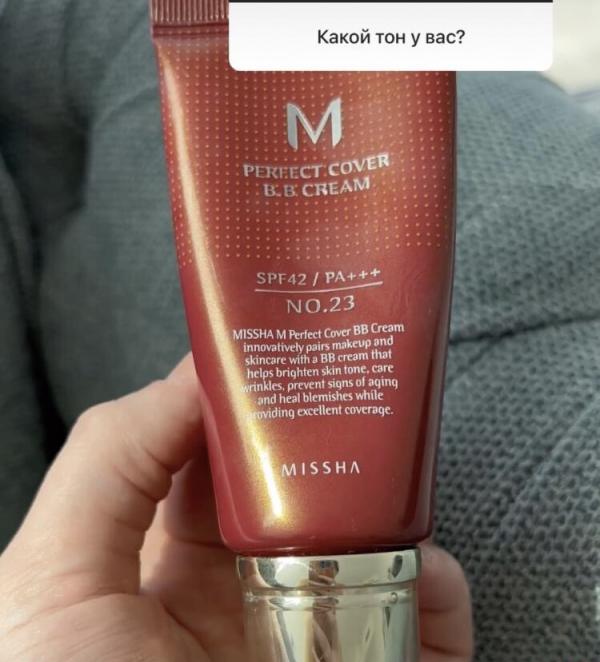 Какой тон у вас?
M
PERFECT COVER
B.B CREAM
SPF42 / PA+++
NO.23
MISSHA M Perfect Cover BB Cream
innovatively pairs makeup and
skincare with a BB cream that
helps brighten skin tone, care
wrinkles, prevent signs of aging
and heal blemishes while
providing excellent coverage.
MISSHA